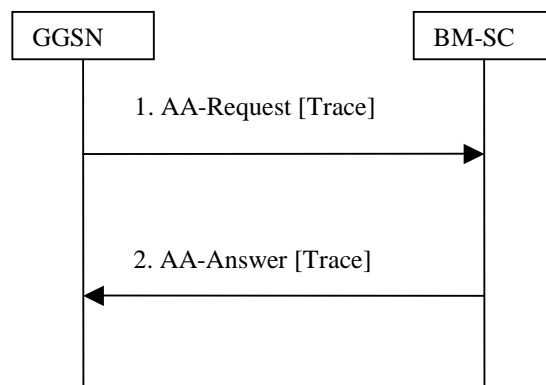 GGSN
BM-SC
1. AA-Request [Trace]
2. AA-Answer [Trace]